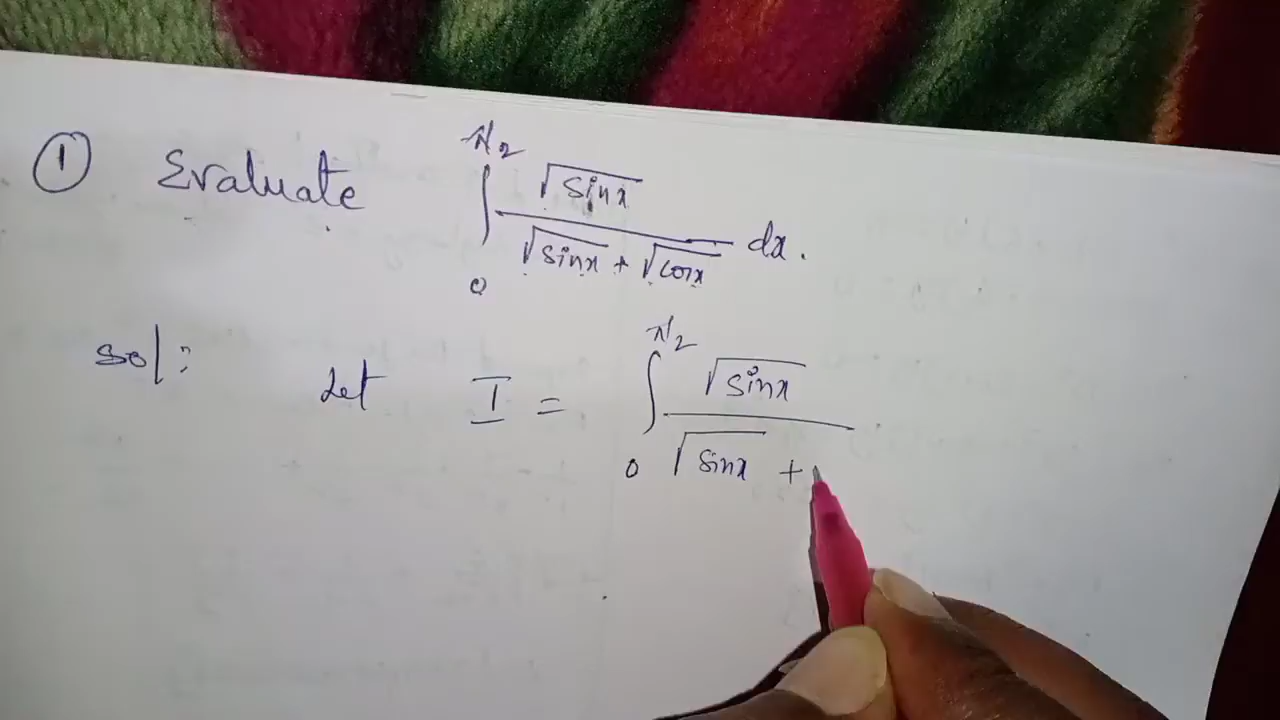 ① Evaluate ∫₀^{π/2} √sinx / (√sinx + √cosx) dx.
Sol: Let I = ∫₀^{π/2} √sinx / (√sinx +